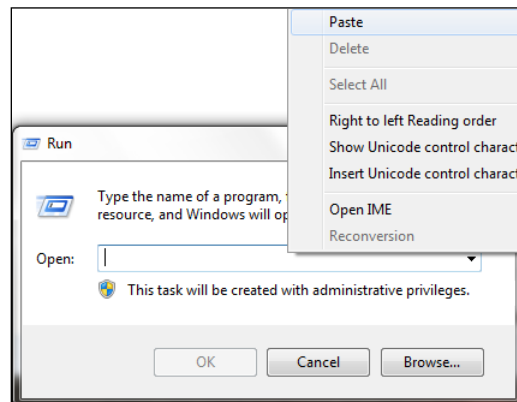 Paste
Delete
Select All
Right to left Reading order
Show Unicode control charact
Insert Unicode control charact
Open IME
Reconversion
Run
Type the name of a program,
resource, and Windows will op
Open:
This task will be created with administrative privileges.
OK
Cancel
Browse...